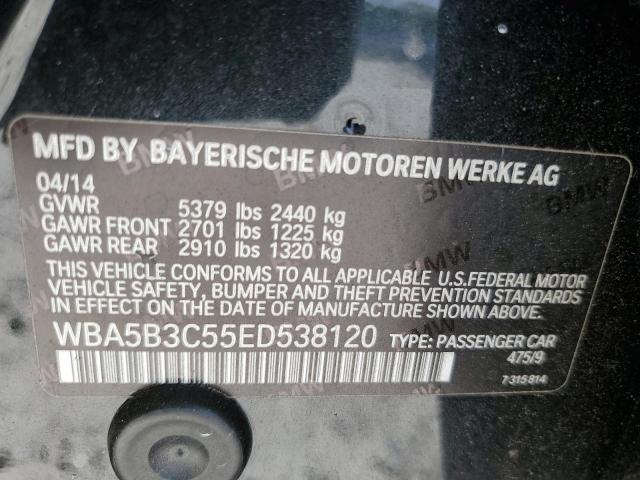 MFD BY BAYERISCHE MOTOREN WERKE AG
04/14
GVWR 5379 lbs 2440 kg
GAWR FRONT 2701 lbs 1225 kg
GAWR REAR 2910 lbs 1320 kg
THIS VEHICLE CONFORMS TO ALL APPLICABLE U.S.FEDERAL MOTOR
VEHICLE SAFETY, BUMPER AND THEFT PREVENTION STANDARDS
IN EFFECT ON THE DATE OF MANUFACTURE SHOWN ABOVE.
WBA5B3C55ED538120 TYPE: PASSENGER CAR
475/9
7315814